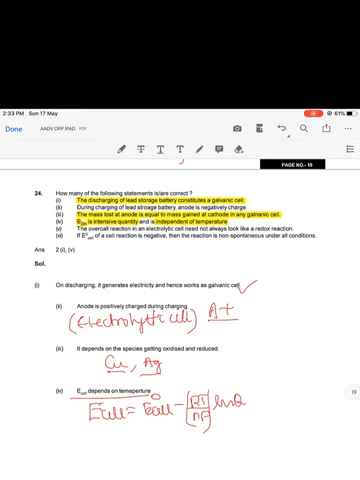 2:33 PM Sun 17 May
Done
AADV DPP IPAD
PDF
PAGE NO.- 18
24. How many of the following statements is/are correct ?
(i) The discharging of lead storage battery constitutes a galvanic cell.
(ii) During charging of lead stroage battery, anode is negatively charge.
(iii) The mass lost at anode is equal to mass gained at cathode in any galvnanic cell.
(iv) Ecell is intensive quantity and is independent of temperature.
(v) The overcall reaction in an electrolytic cell need not always look like a redox reaction.
(vi) If E°cell of a cell reaction is negative, then the reaction is non-spontaneous under all conditions.
Ans 2 (i), (v)
Sol.
(i) On discharging, it generates electricity and hence works as galvanic cell.
(ii) Anode is positively charged during charging.
(Electrolytic cell) A+
(iii) It depends on the species getting oxidised and reduced.
Cu, Ag
(iv) Ecell depends on temeperture
Ecell = E°cell - (RT/nF) lnQ
19